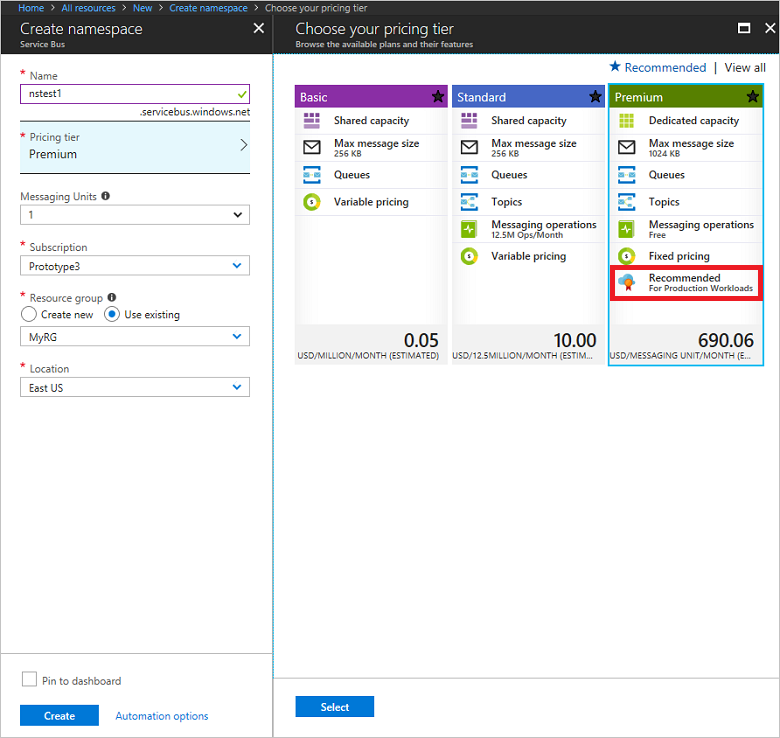 Home > All resources > New > Create namespace > Choose your pricing tier
Create namespace
Service Bus
* Name
nstest1
.servicebus.windows.net
* Pricing tier
Premium
Messaging Units
1
* Subscription
Prototype3
* Resource group
Create new
Use existing
MyRG
* Location
East US
Pin to dashboard
Create
Automation options
Choose your pricing tier
Browse the available plans and their features
★ Recommended | View all
Basic
Shared capacity
Max message size
256 KB
Queues
Variable pricing
0.05
USD/MILLION/MONTH (ESTIMATED)
Standard
Shared capacity
Max message size
256 KB
Queues
Topics
Messaging operations
12.5M Ops/Month
Variable pricing
10.00
USD/12.5MILLION/MONTH (ESTIM...
Premium
Dedicated capacity
Max message size
1024 KB
Queues
Topics
Messaging operations
Free
Fixed pricing
Recommended
For Production Workloads
690.06
USD/MESSAGING UNIT/MONTH (E...
Select